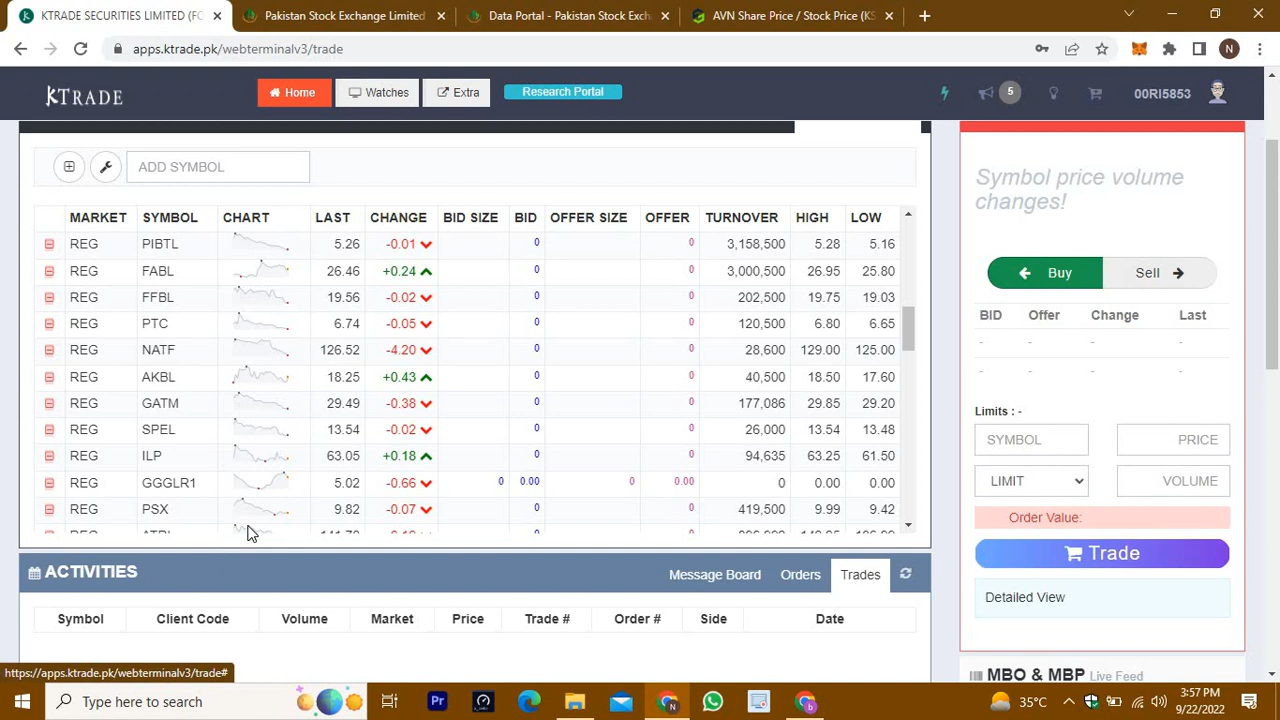 KTRADE SECURITIES LIMITED (FO
Pakistan Stock Exchange Limited
Data Portal - Pakistan Stock Exch
AVN Share Price / Stock Price (KS
apps.ktrade.pk/webterminalv3/trade
N
KTRADE
Home
Watches
Extra
Research Portal
5
00RI5853
ADD SYMBOL
MARKET SYMBOL CHART LAST CHANGE BID SIZE BID OFFER SIZE OFFER TURNOVER HIGH LOW
REG PIBTL 5.26 -0.01 0 0 3,158,500 5.28 5.16
REG FABL 26.46 +0.24 0 0 3,000,500 26.95 25.80
REG FFBL 19.56 -0.02 0 0 202,500 19.75 19.03
REG PTC 6.74 -0.05 0 0 120,500 6.80 6.65
REG NATF 126.52 -4.20 0 0 28,600 129.00 125.00
REG AKBL 18.25 +0.43 0 0 40,500 18.50 17.60
REG GATM 29.49 -0.38 0 0 177,086 29.85 29.20
REG SPEL 13.54 -0.02 0 0 26,000 13.54 13.48
REG ILP 63.05 +0.18 0 0 94,635 63.25 61.50
REG GGGLR1 5.02 -0.66 0 0.00 0 0.00 0 0.00 0.00
REG PSX 9.82 -0.07 0 0 419,500 9.99 9.42
Symbol price volume
changes!
Buy
Sell
BID Offer Change Last
- - - -
- - - -
Limits : -
SYMBOL
PRICE
LIMIT
VOLUME
Order Value:
Trade
Detailed View
MBO & MBP Live Feed
ACTIVITIES
Message Board
Orders
Trades
Symbol Client Code Volume Market Price Trade # Order # Side Date
https://apps.ktrade.pk/webterminalv3/trade#
Type here to search
Pr
35°C
3:57 PM
9/22/2022